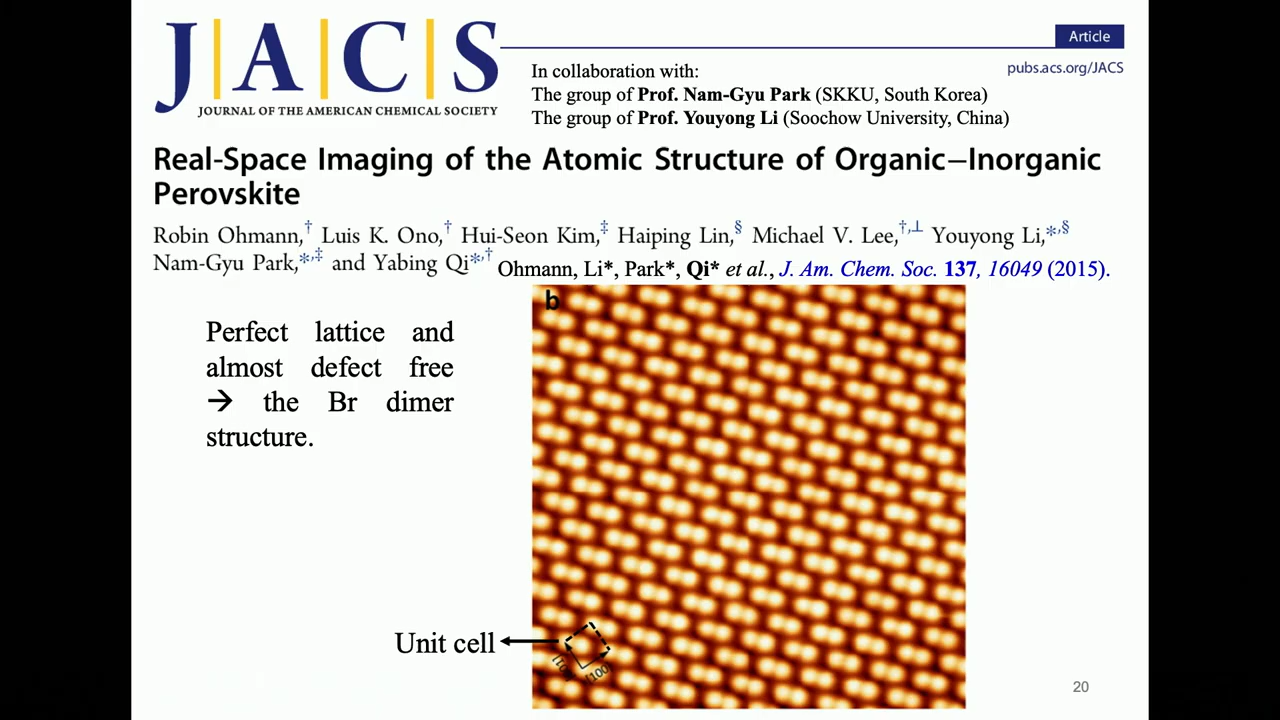 J|A|C|S
JOURNAL OF THE AMERICAN CHEMICAL SOCIETY
Article
pubs.acs.org/JACS
In collaboration with:
The group of Prof. Nam-Gyu Park (SKKU, South Korea)
The group of Prof. Youyong Li (Soochow University, China)
Real-Space Imaging of the Atomic Structure of Organic–Inorganic
Perovskite
Robin Ohmann,† Luis K. Ono,† Hui-Seon Kim,‡ Haiping Lin,§ Michael V. Lee,†,⊥ Youyong Li,*,§
Nam-Gyu Park,*,‡ and Yabing Qi*,†
Ohmann, Li*, Park*, Qi* et al., J. Am. Chem. Soc. 137, 16049 (2015).
b
Perfect lattice and
almost defect free
→ the Br dimer
structure.
Unit cell
[100]
20